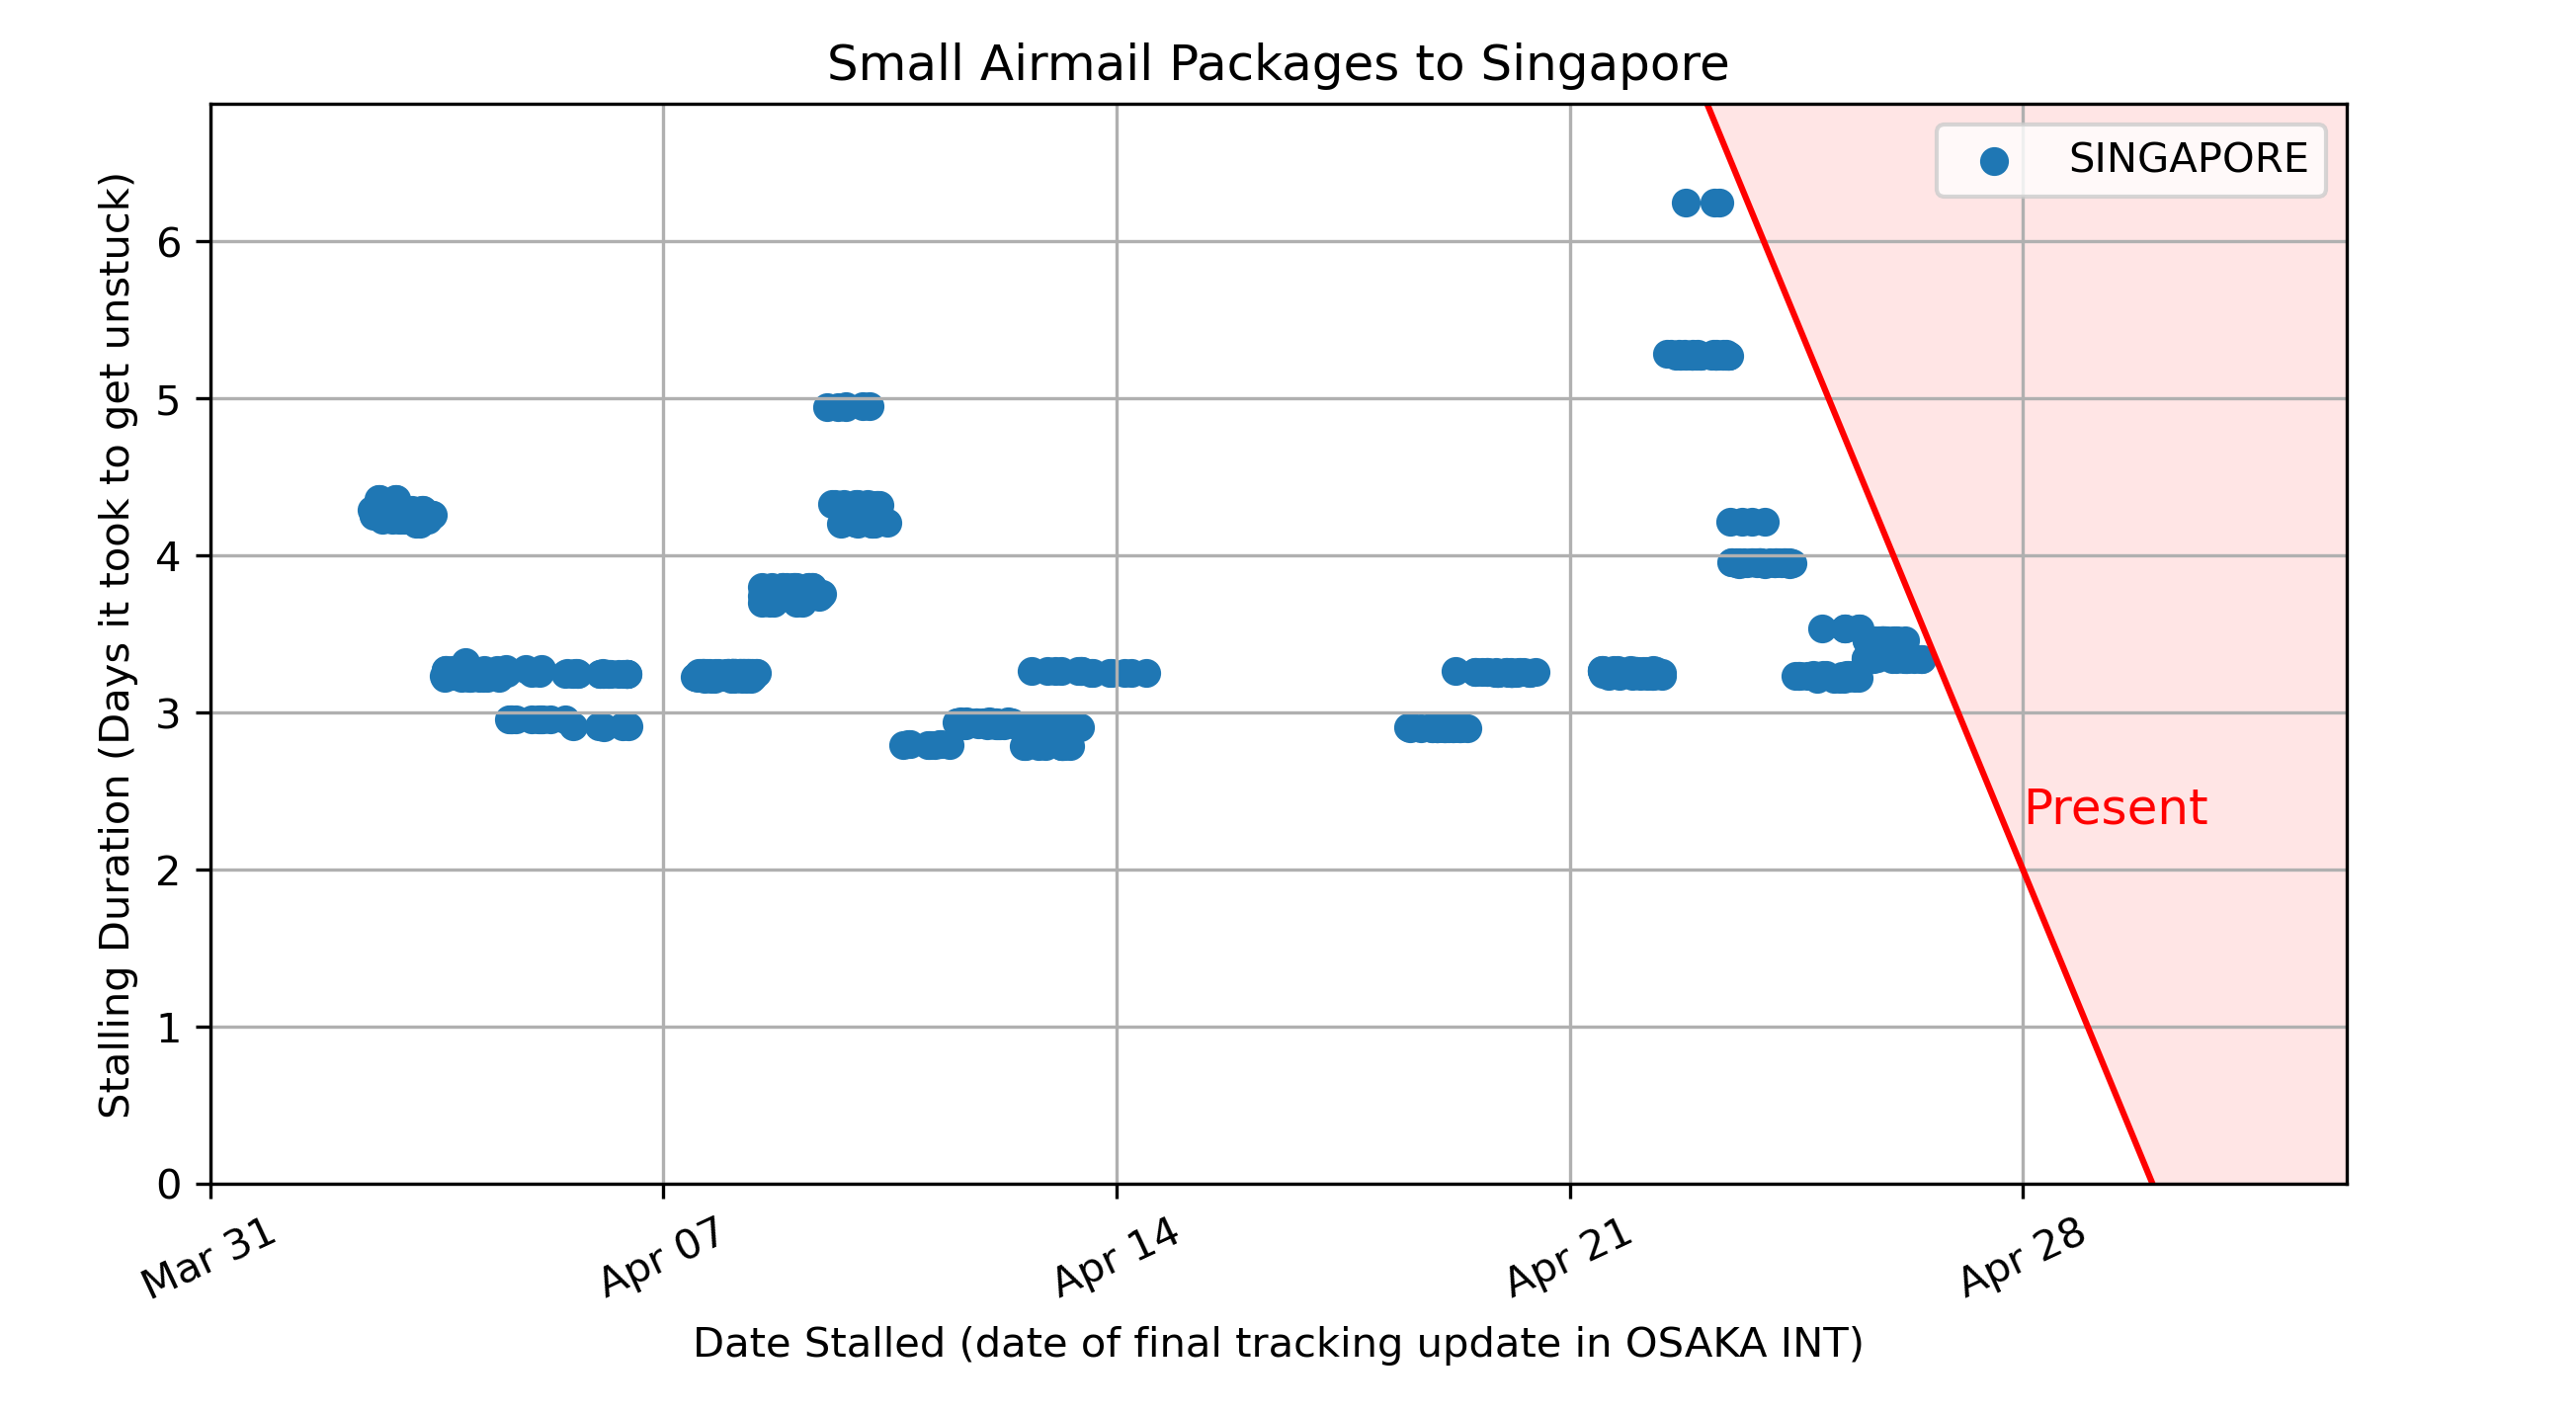 Small Airmail Packages to Singapore
SINGAPORE
Stalling Duration (Days it took to get unstuck)
6
5
4
3
2
1
0
Present
Mar 31
Apr 07
Apr 14
Apr 21
Apr 28
Date Stalled (date of final tracking update in OSAKA INT)